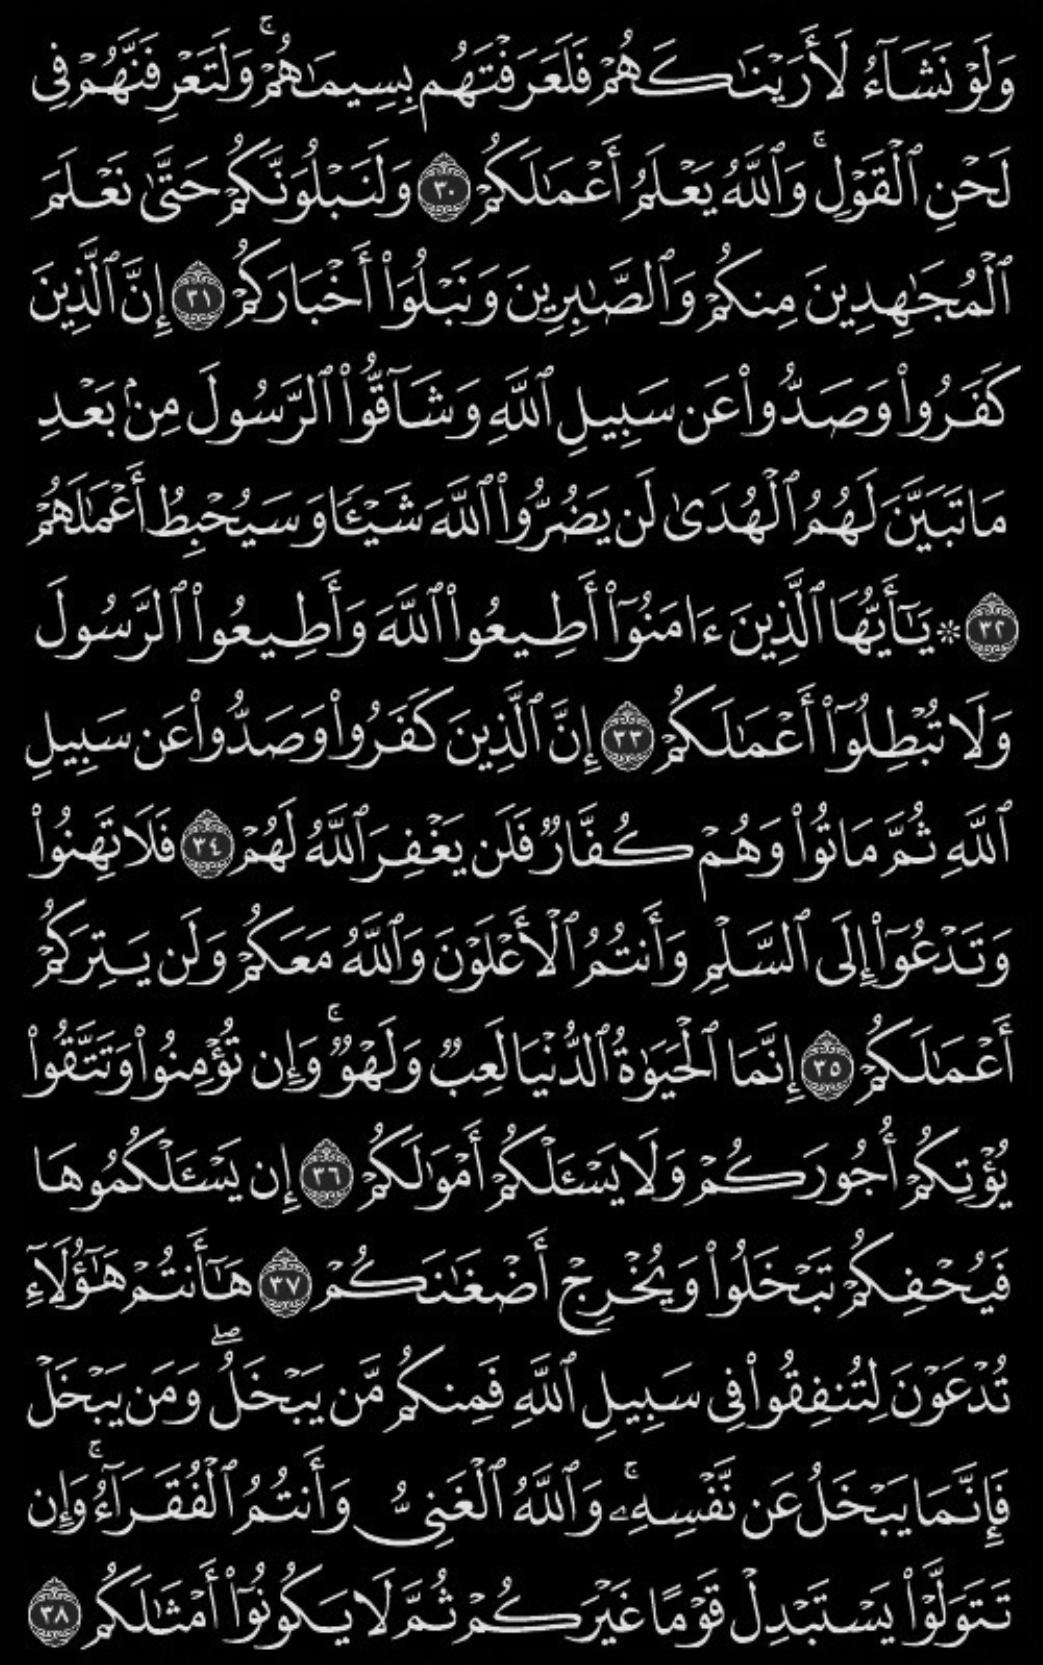 وَلَوْ نَشَآءُ لَأَرَيْنَٰكَهُمْ فَلَعَرَفْتَهُم بِسِيمَٰهُمْ ۚ وَلَتَعْرِفَنَّهُمْ فِى
لَحْنِ ٱلْقَوْلِ ۚ وَٱللَّهُ يَعْلَمُ أَعْمَٰلَكُمْ ٣٠ وَلَنَبْلُوَنَّكُمْ حَتَّىٰ نَعْلَمَ
ٱلْمُجَٰهِدِينَ مِنكُمْ وَٱلصَّٰبِرِينَ وَنَبْلُوَا۟ أَخْبَارَكُمْ ٣١ إِنَّ ٱلَّذِينَ
كَفَرُوا۟ وَصَدُّوا۟ عَن سَبِيلِ ٱللَّهِ وَشَآقُّوا۟ ٱلرَّسُولَ مِنۢ بَعْدِ
مَا تَبَيَّنَ لَهُمُ ٱلْهُدَىٰ لَن يَضُرُّوا۟ ٱللَّهَ شَيْـًٔا وَسَيُحْبِطُ أَعْمَٰلَهُمْ
٣٢ ۞ يَٰٓأَيُّهَا ٱلَّذِينَ ءَامَنُوٓا۟ أَطِيعُوا۟ ٱللَّهَ وَأَطِيعُوا۟ ٱلرَّسُولَ
وَلَا تُبْطِلُوٓا۟ أَعْمَٰلَكُمْ ٣٣ إِنَّ ٱلَّذِينَ كَفَرُوا۟ وَصَدُّوا۟ عَن سَبِيلِ
ٱللَّهِ ثُمَّ مَاتُوا۟ وَهُمْ كُفَّارٌ فَلَن يَغْفِرَ ٱللَّهُ لَهُمْ ٣٤ فَلَا تَهِنُوا۟
وَتَدْعُوٓا۟ إِلَى ٱلسَّلْمِ وَأَنتُمُ ٱلْأَعْلَوْنَ وَٱللَّهُ مَعَكُمْ وَلَن يَتِرَكُمْ
أَعْمَٰلَكُمْ ٣٥ إِنَّمَا ٱلْحَيَوٰةُ ٱلدُّنْيَا لَعِبٌ وَلَهْوٌ ۚ وَإِن تُؤْمِنُوا۟ وَتَتَّقُوا۟
يُؤْتِكُمْ أُجُورَكُمْ وَلَا يَسْـَٔلْكُمْ أَمْوَٰلَكُمْ ٣٦ إِن يَسْـَٔلْكُمُوهَا
فَيُحْفِكُمْ تَبْخَلُوا۟ وَيُخْرِجْ أَضْغَٰنَكُمْ ٣٧ هَٰٓأَنتُمْ هَٰٓؤُلَآءِ
تُدْعَوْنَ لِتُنفِقُوا۟ فِى سَبِيلِ ٱللَّهِ فَمِنكُم مَّن يَبْخَلُ ۖ وَمَن يَبْخَلْ
فَإِنَّمَا يَبْخَلُ عَن نَّفْسِهِۦ ۚ وَٱللَّهُ ٱلْغَنِىُّ وَأَنتُمُ ٱلْفُقَرَآءُ ۚ وَإِن
تَتَوَلَّوْا۟ يَسْتَبْدِلْ قَوْمًا غَيْرَكُمْ ثُمَّ لَا يَكُونُوٓا۟ أَمْثَٰلَكُم ٣٨